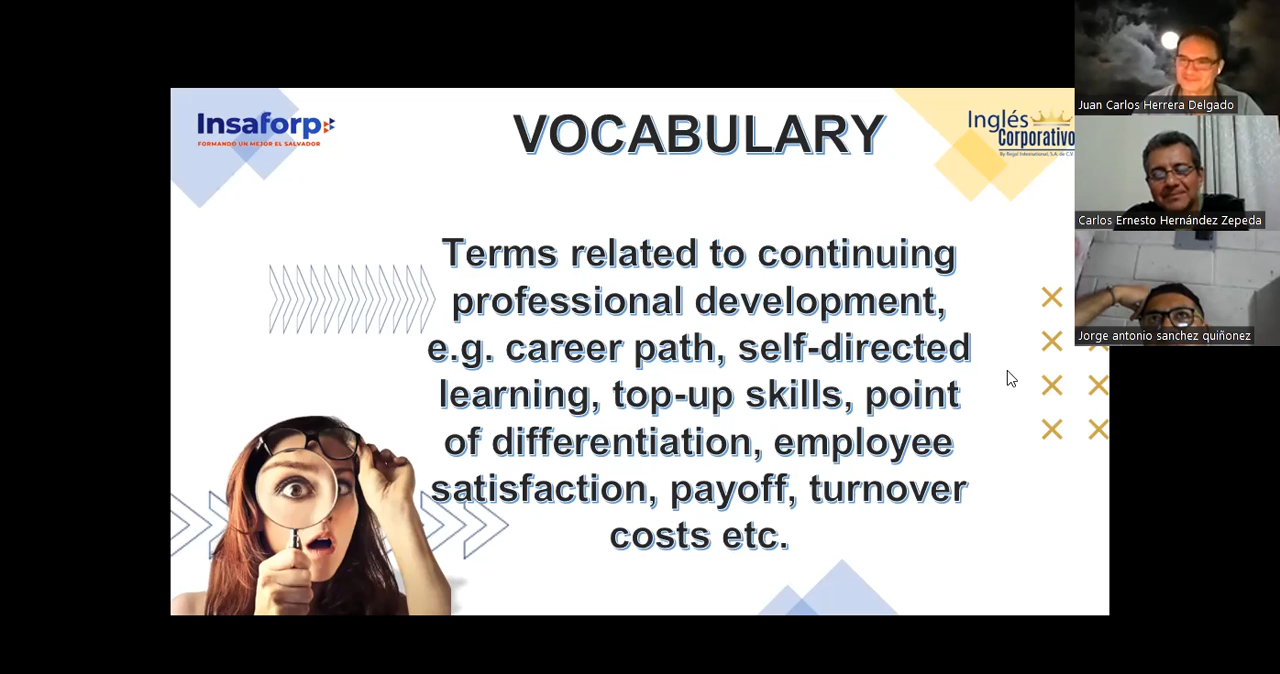 Insaforp
FORMANDO UN MEJOR EL SALVADOR
VOCABULARY
Inglés
Corporativo
By Regal International, S.A. de C.V.
Terms related to continuing
professional development,
e.g. career path, self-directed
learning, top-up skills, point
of differentiation, employee
satisfaction, payoff, turnover
costs etc.
Juan Carlos Herrera Delgado
Carlos Ernesto Hernández Zepeda
Jorge antonio sanchez quiñonez